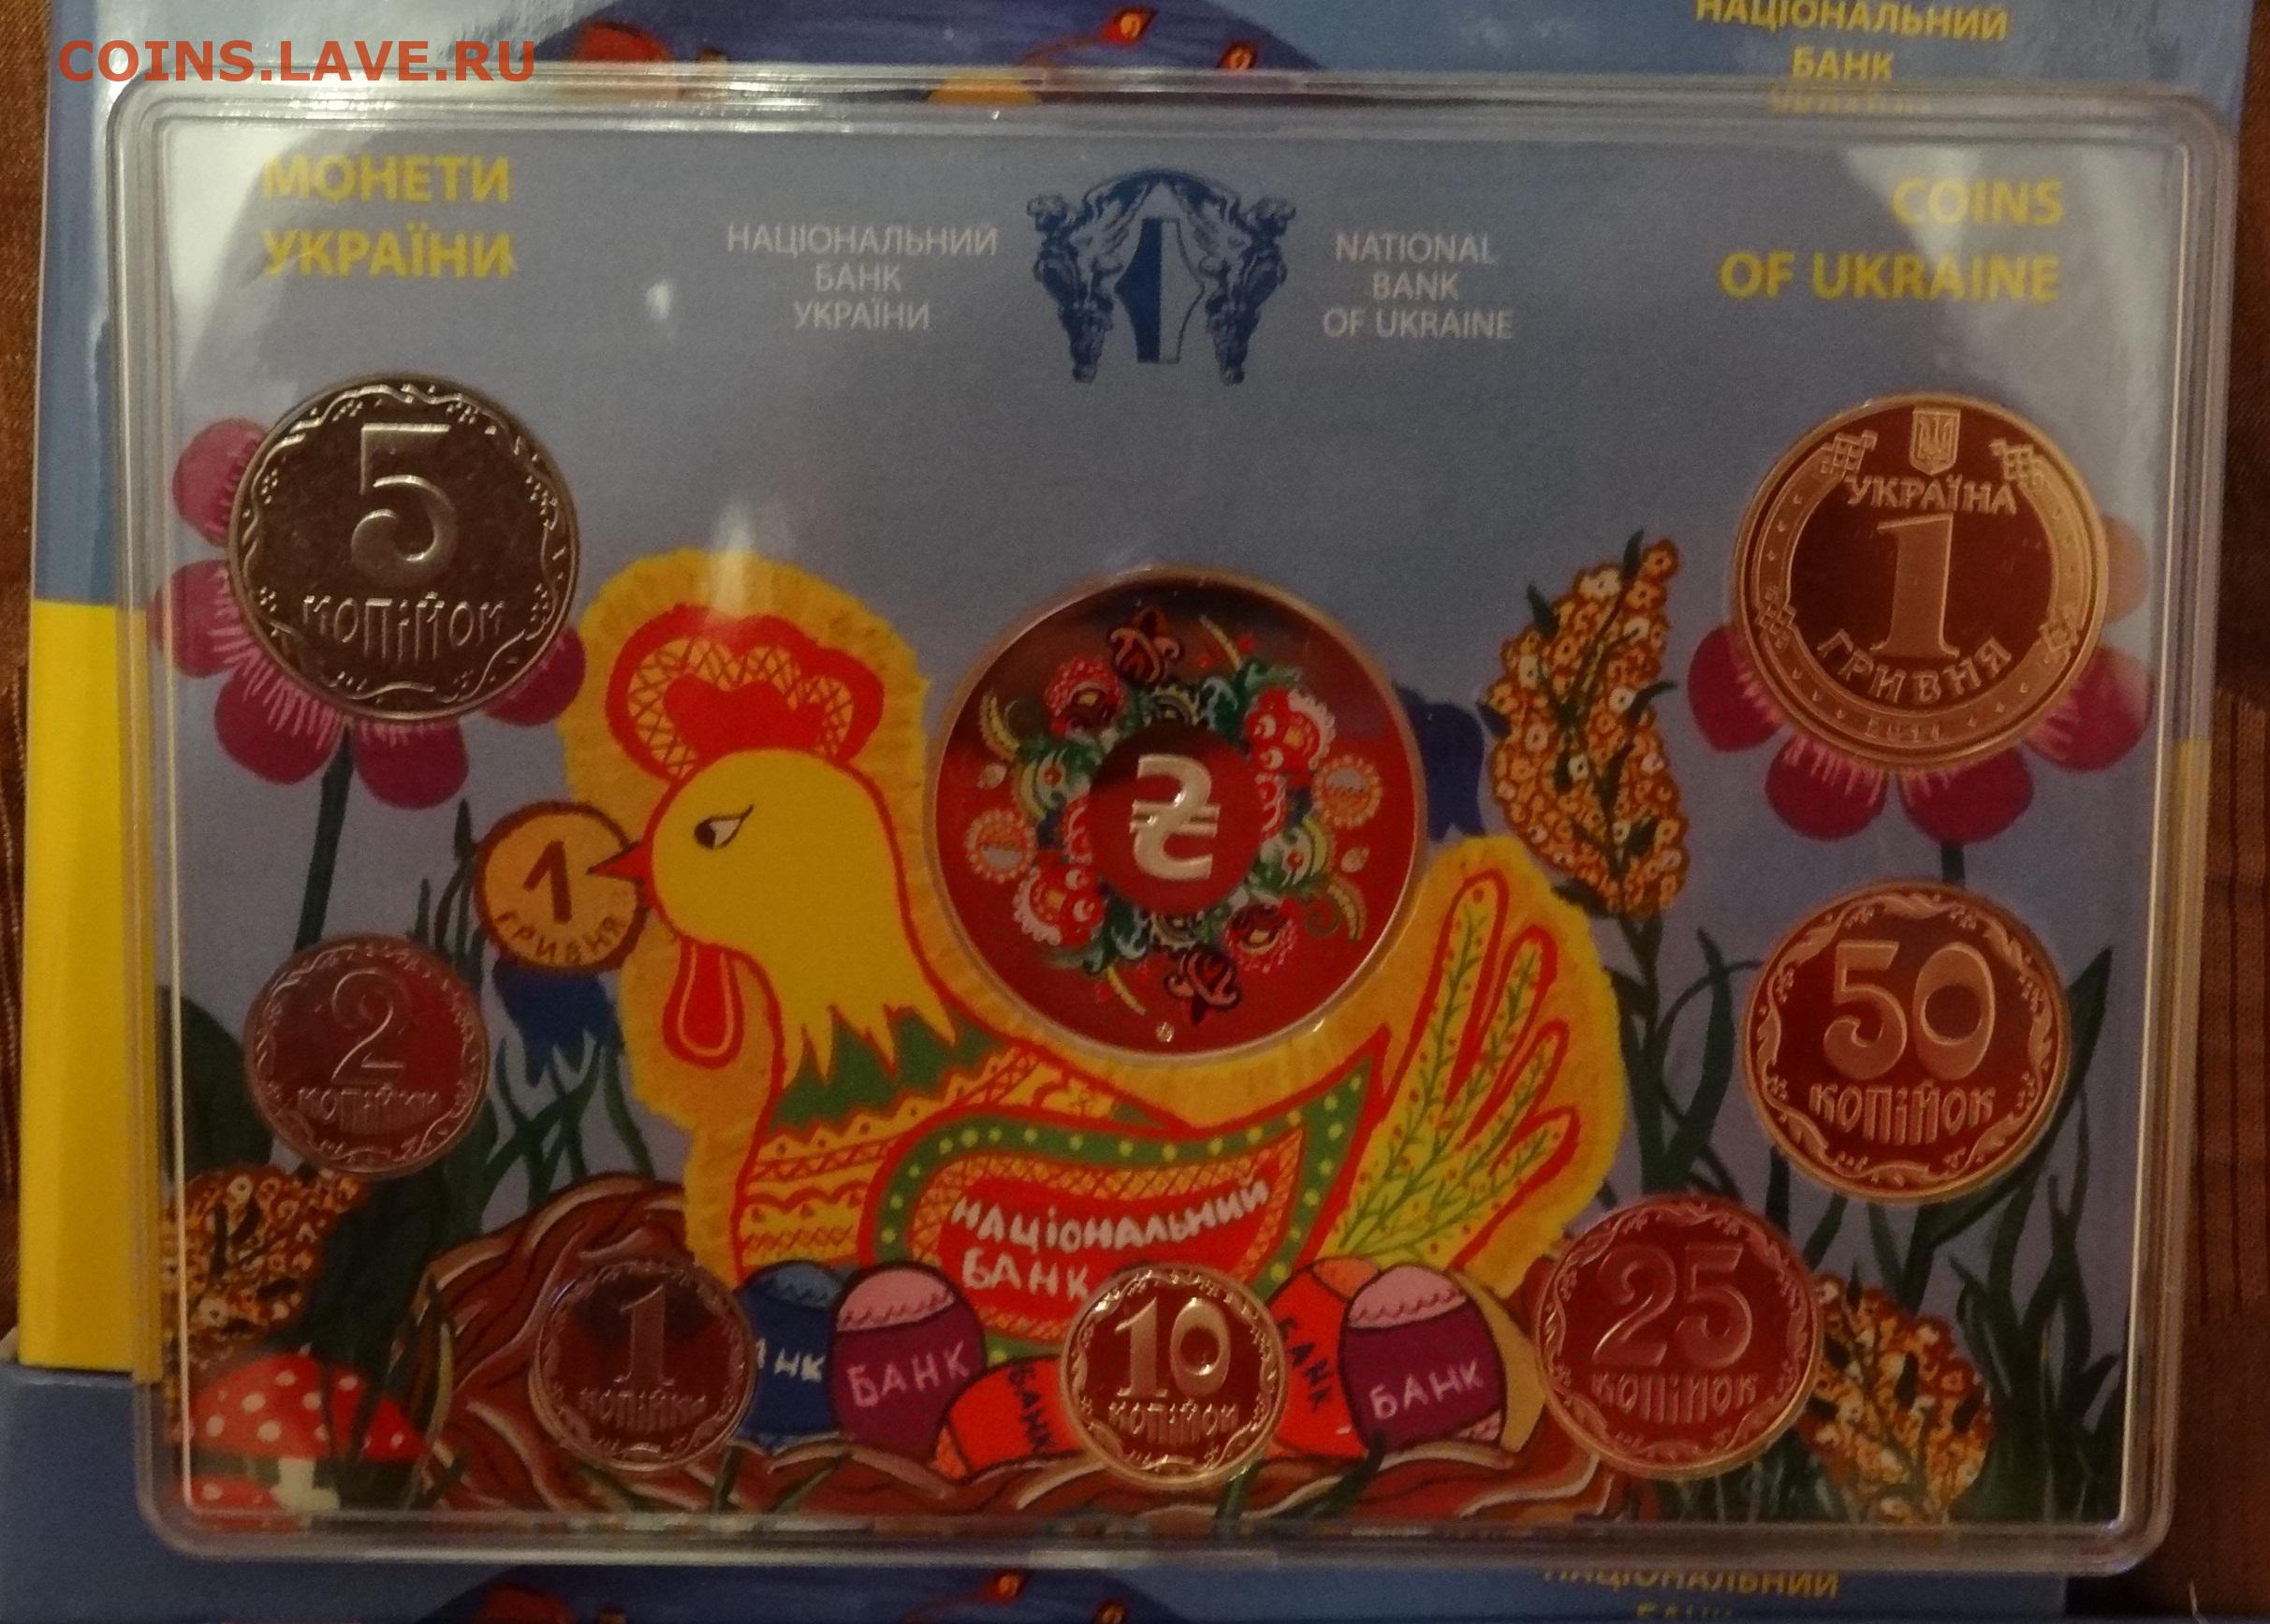 COINS.LAVE.RU
НАЦІОНАЛЬНИЙ
БАНК
МОНЕТИ
УКРАЇНИ
НАЦІОНАЛЬНИЙ
БАНК
УКРАЇНИ
NATIONAL
BANK
OF UKRAINE
COINS
OF UKRAINE
5
КОПІЙОК
УКРАЇНА
1
ГРИВНЯ
₴
1
ГРИВНЯ
2
КОПІЙКИ
50
КОПІЙОК
НАЦІОНАЛЬНИЙ
БАНК
1
КОПІЙКА
АНК
БАНК
БАНК
10
КОПІЙОК
БАНК
БАНК
25
КОПІЙОК
НАЦІОНАЛЬНИЙ